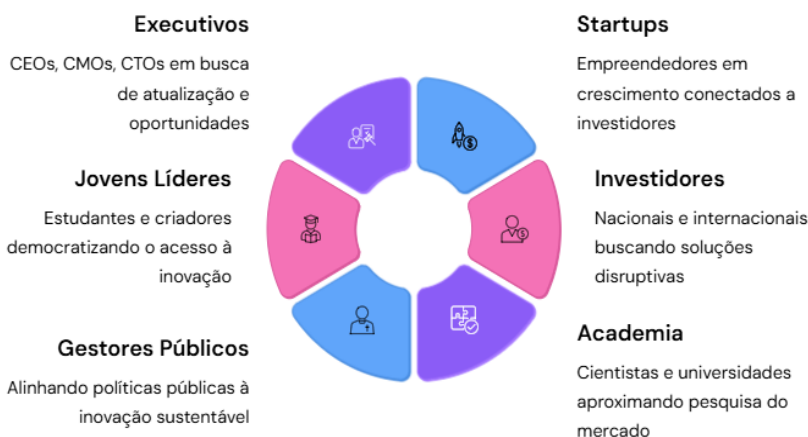 Executivos
CEOs, CMOs, CTOs em busca
de atualização e
oportunidades
Startups
Empreendedores em
crescimento conectados a
investidores
Jovens Líderes
Estudantes e criadores
democratizando o acesso à
inovação
Investidores
Nacionais e internacionais
buscando soluções
disruptivas
Gestores Públicos
Alinhando políticas públicas à
inovação sustentável
Academia
Cientistas e universidades
aproximando pesquisa do
mercado